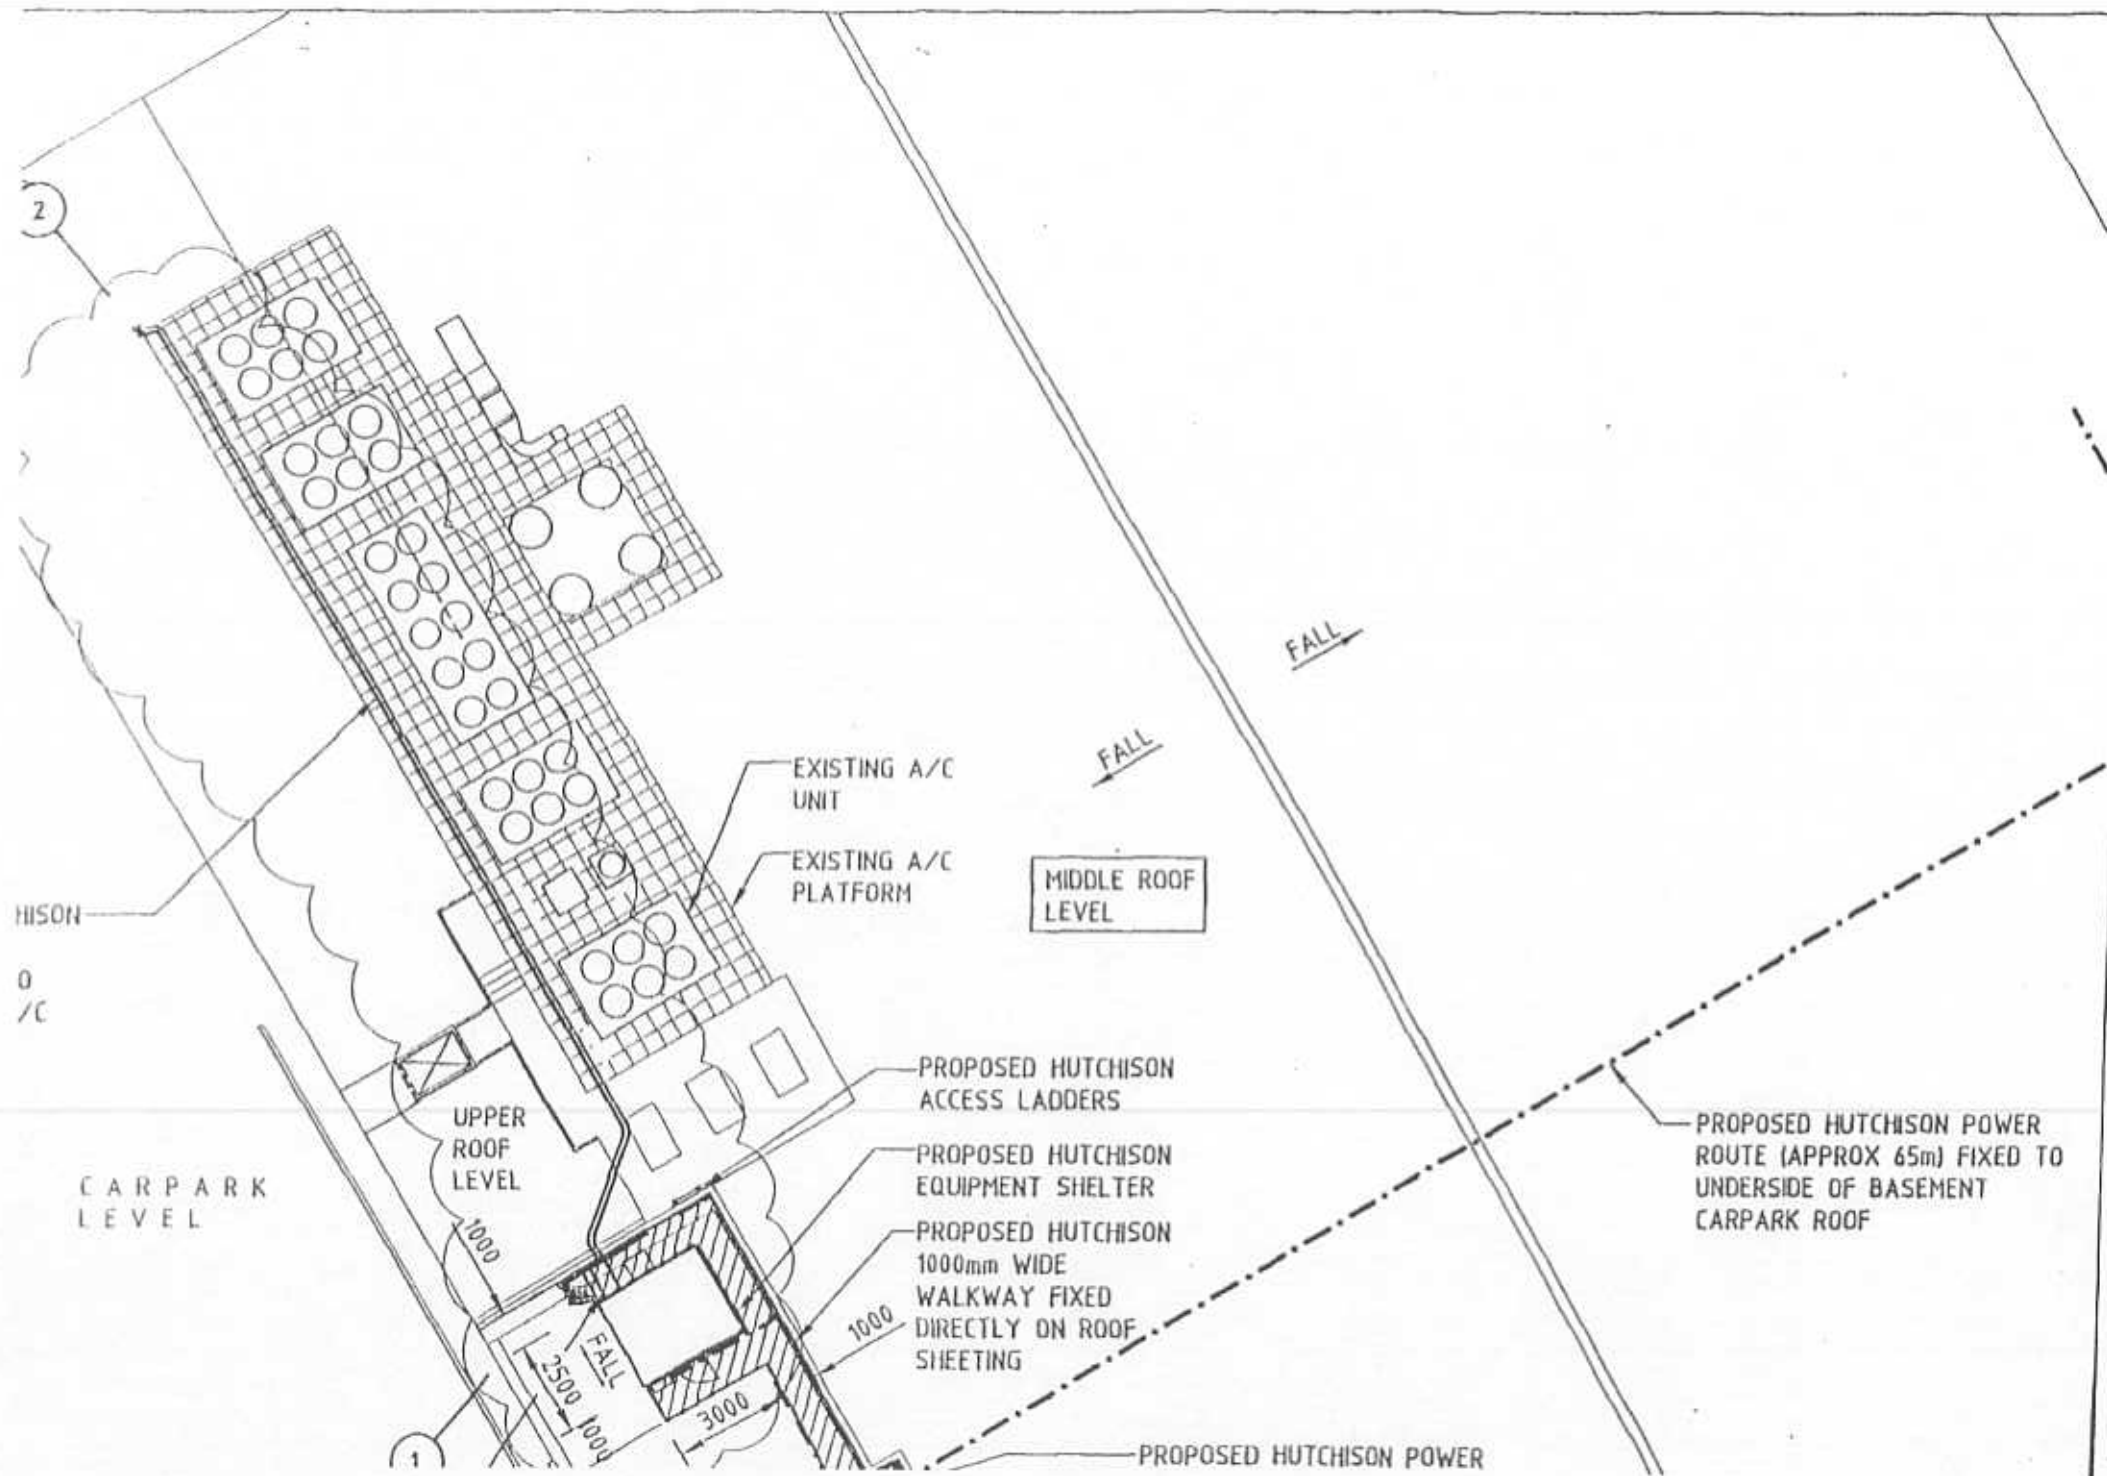 2
FALL
FALL
EXISTING A/C
UNIT
EXISTING A/C
PLATFORM
MIDDLE ROOF
LEVEL
HISON
O
/C
PROPOSED HUTCHISON
ACCESS LADDERS
UPPER
ROOF
LEVEL
PROPOSED HUTCHISON POWER
ROUTE (APPROX 65m) FIXED TO
UNDERSIDE OF BASEMENT
CARPARK ROOF
PROPOSED HUTCHISON
EQUIPMENT SHELTER
CARPARK
LEVEL
1000
PROPOSED HUTCHISON
1000mm WIDE
WALKWAY FIXED
DIRECTLY ON ROOF
SHEETING
1000
FALL
2500
1000
3000
1
PROPOSED HUTCHISON POWER